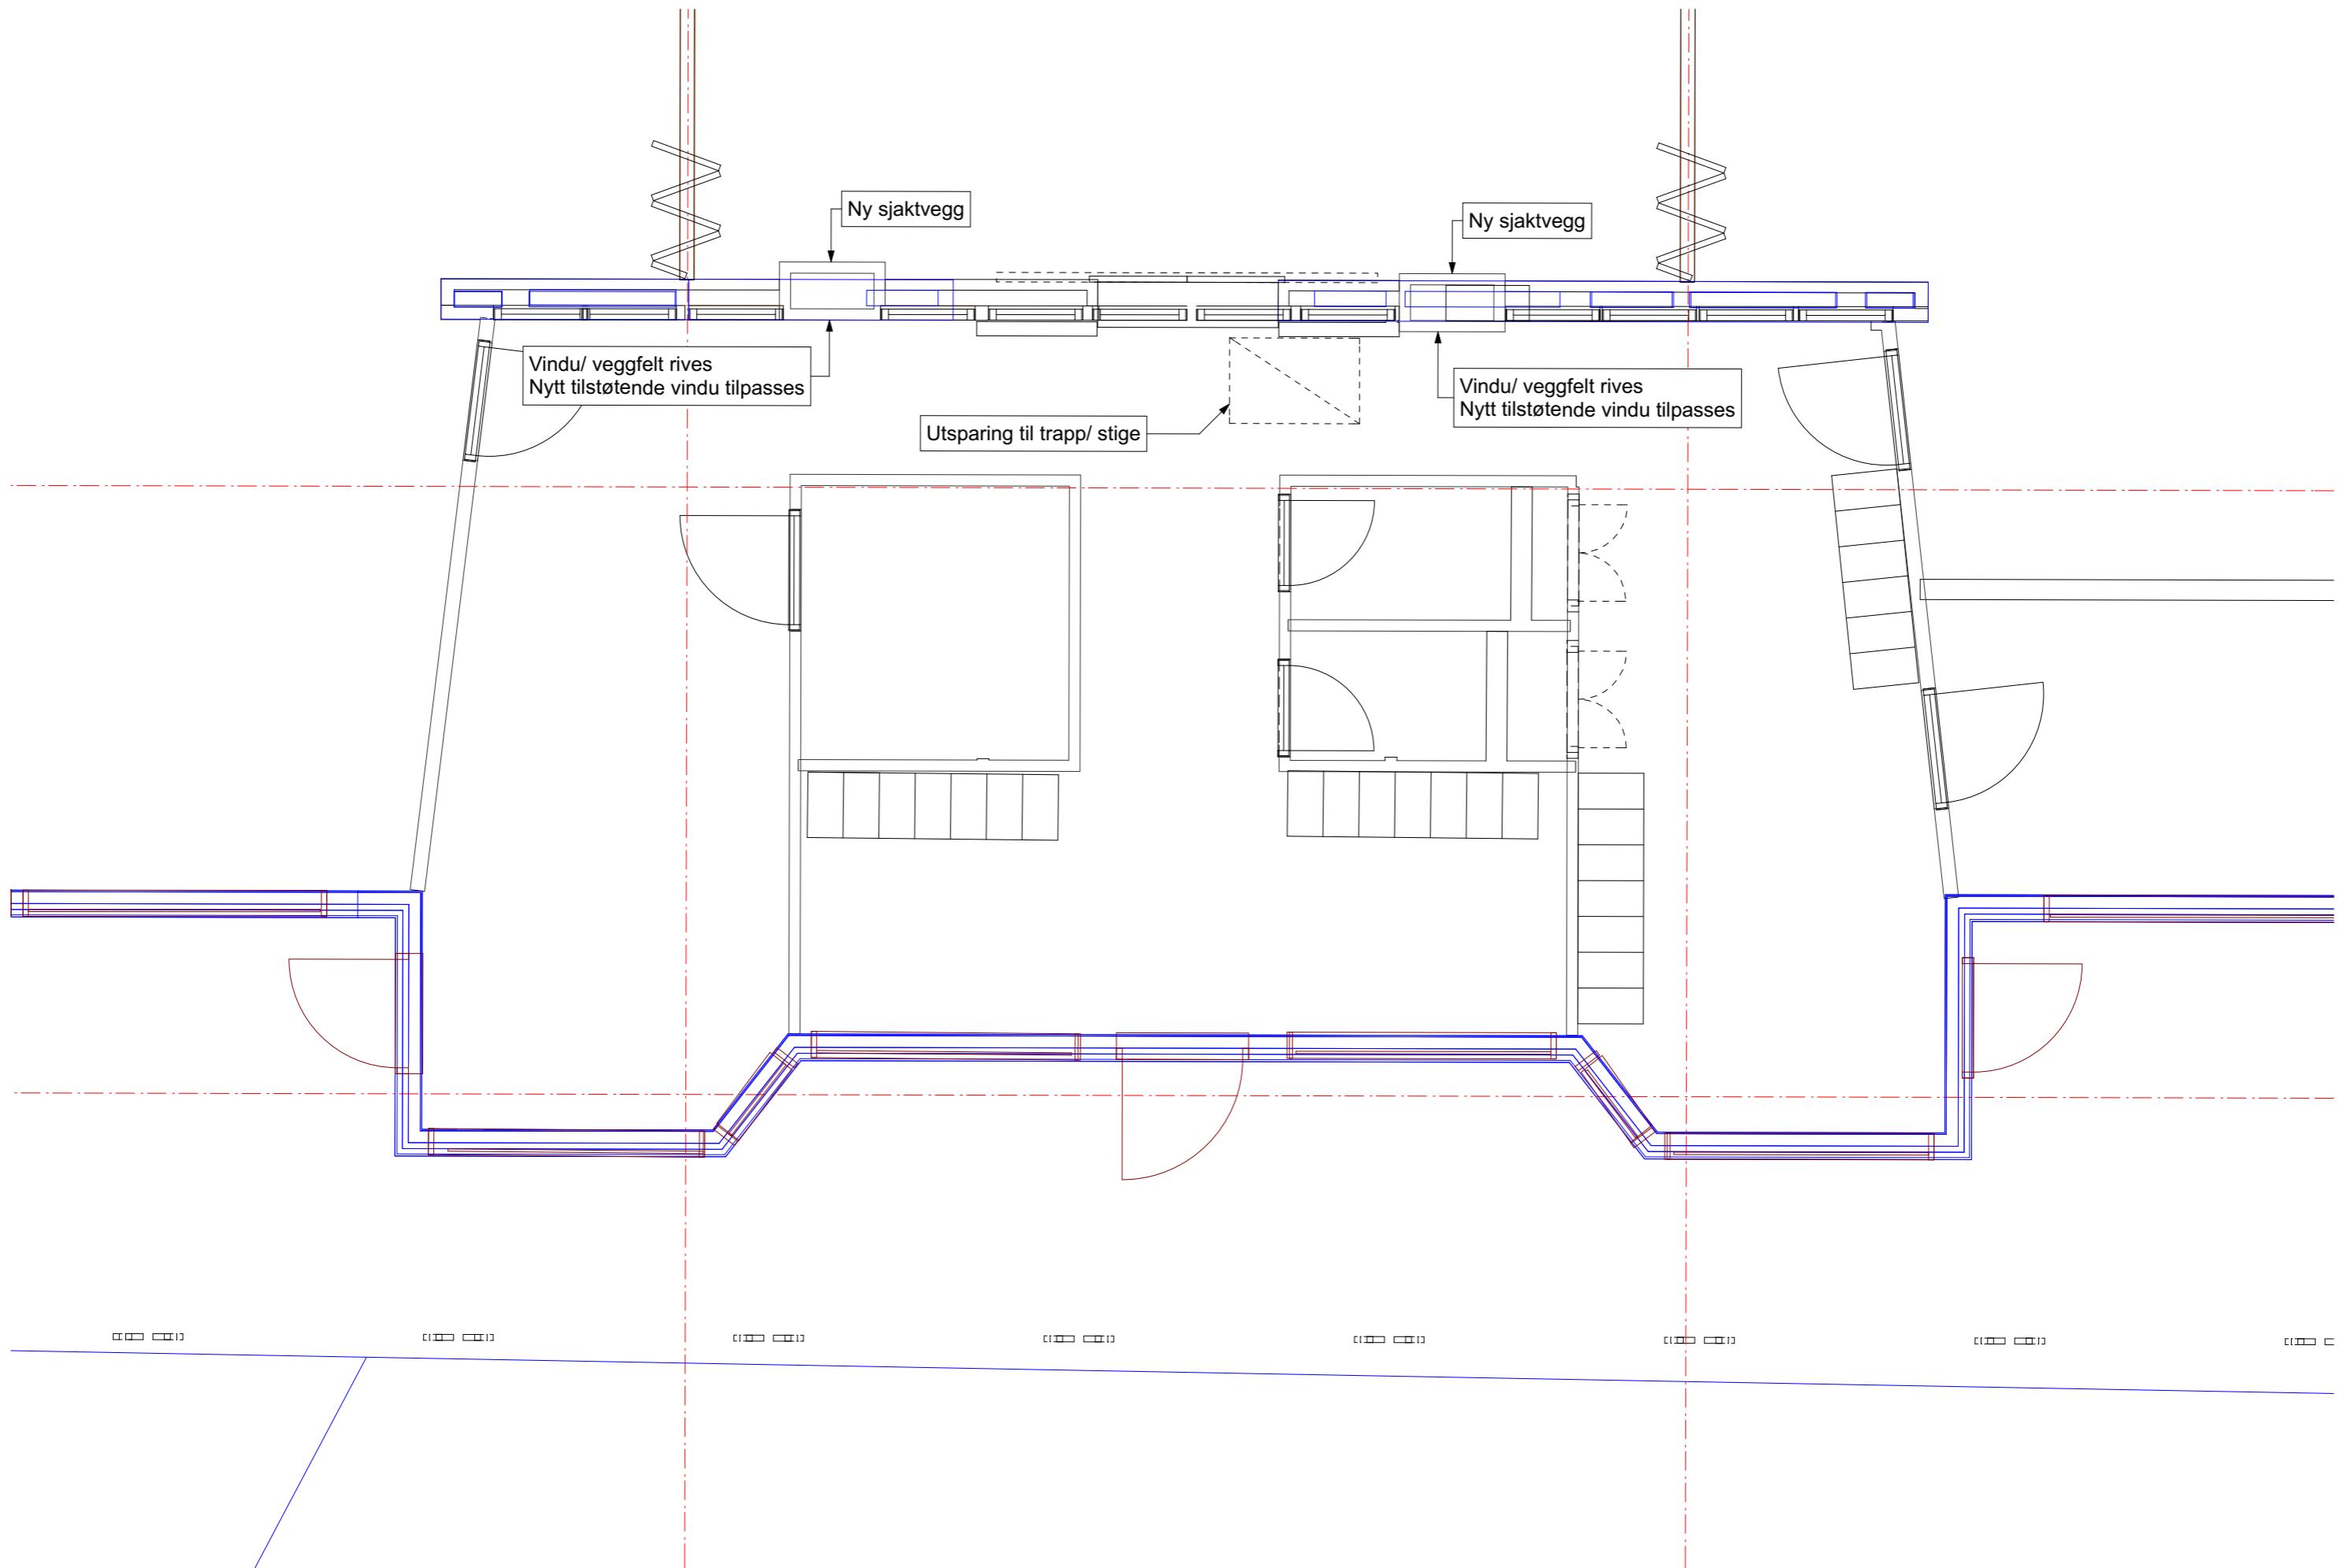 Ny sjaktvegg
Ny sjaktvegg
Vindu/ veggfelt rives
Nytt tilstøtende vindu tilpasses
Vindu/ veggfelt rives
Nytt tilstøtende vindu tilpasses
Utsparing til trapp/ stige